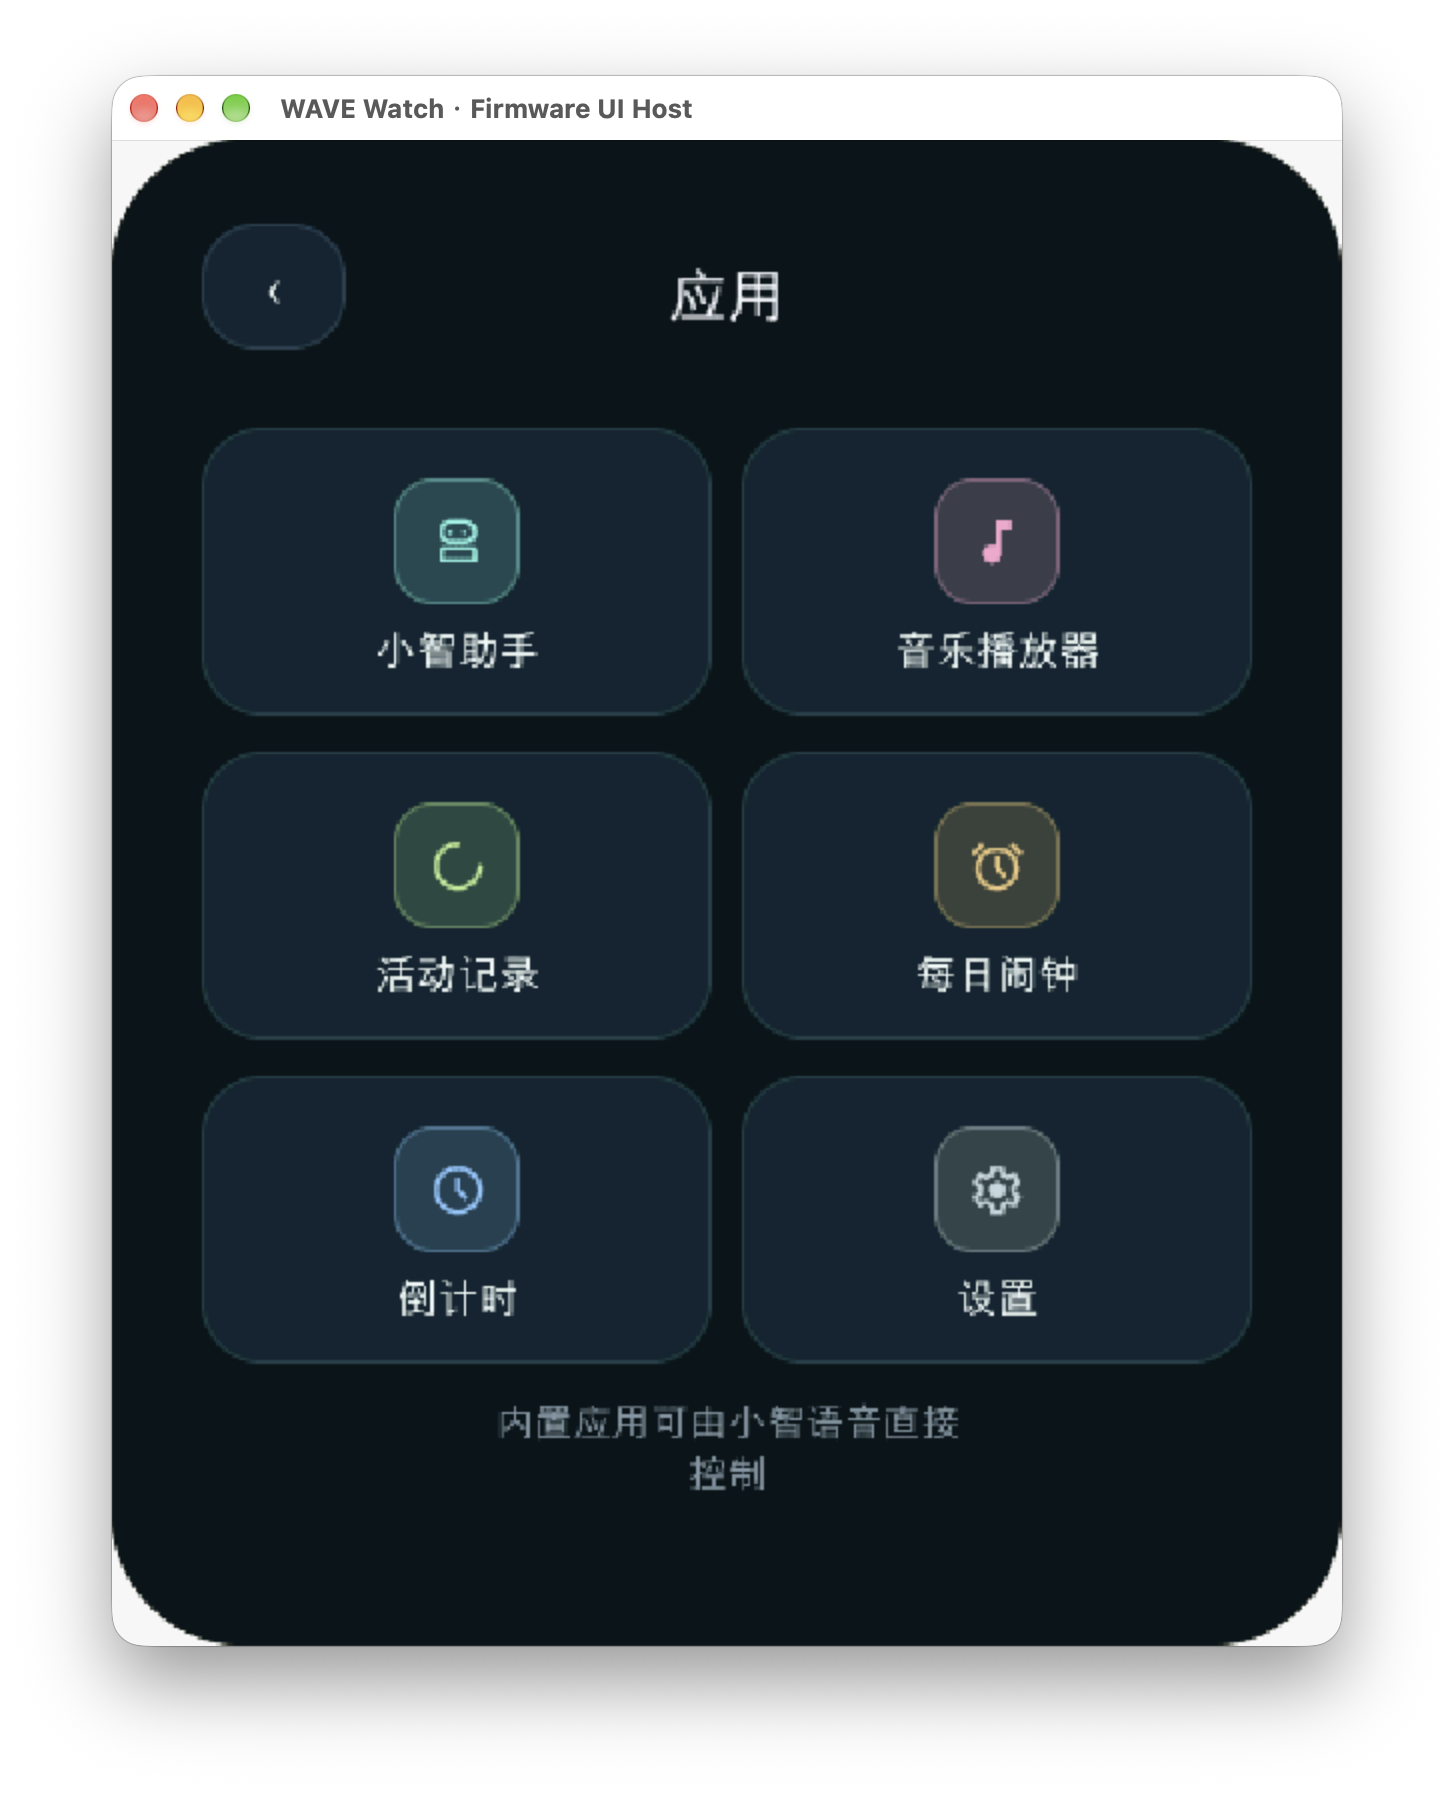 WAVE Watch · Firmware UI Host
‹
应用
小智助手
音乐播放器
活动记录
每日闹钟
倒计时
设置
内置应用可由小智语音直接
控制